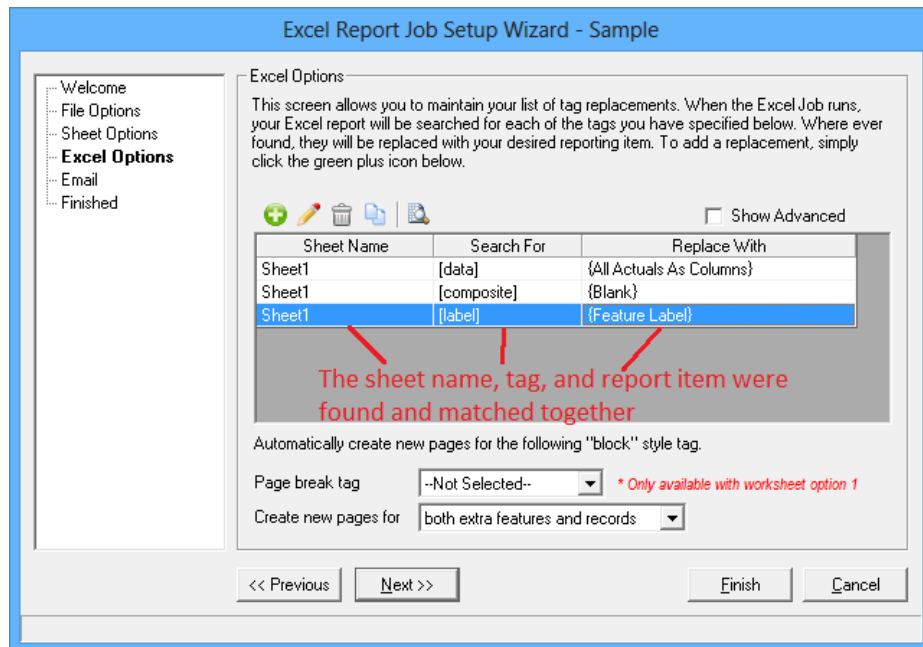 Excel Report Job Setup Wizard - Sample
Welcome
File Options
Sheet Options
Excel Options
Email
Finished
Excel Options
This screen allows you to maintain your list of tag replacements. When the Excel Job runs,
your Excel report will be searched for each of the tags you have specified below. Where ever
found, they will be replaced with your desired reporting item. To add a replacement, simply
click the green plus icon below.
Show Advanced
Sheet Name Search For Replace With
Sheet1 [data] {All Actuals As Columns}
Sheet1 [composite] {Blank}
Sheet1 [label] {Feature Label}
The sheet name, tag, and report item were
found and matched together
Automatically create new pages for the following "block" style tag.
Page break tag --Not Selected-- * Only available with worksheet option 1
Create new pages for both extra features and records
<< Previous Next >> Finish Cancel